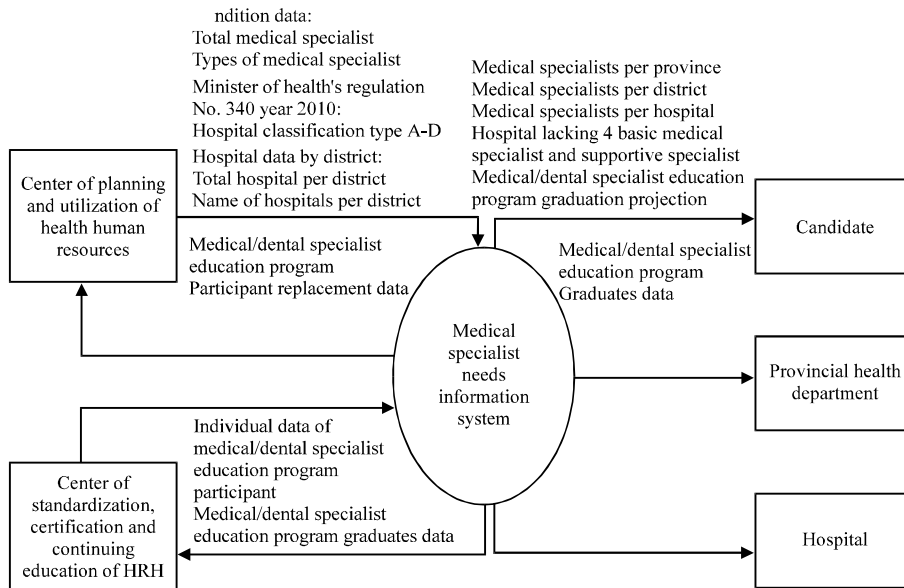 ndition data:
Total medical specialist
Types of medical specialist
Minister of health's regulation
No. 340 year 2010:
Hospital classification type A-D
Hospital data by district:
Total hospital per district
Name of hospitals per district
Medical specialists per province
Medical specialists per district
Medical specialists per hospital
Hospital lacking 4 basic medical
specialist and supportive specialist
Medical/dental specialist education
program graduation projection
Center of planning
and utilization of
health human
resources
Candidate
Medical/dental specialist
education program
Participant replacement data
Medical/dental specialist
education program
Graduates data
Medical
specialist
needs
information
system
Provincial health
department
Individual data of
medical/dental specialist
education program
participant
Medical/dental specialist
education program graduates data
Center of
standardization,
certification and
continuing
education of HRH
Hospital